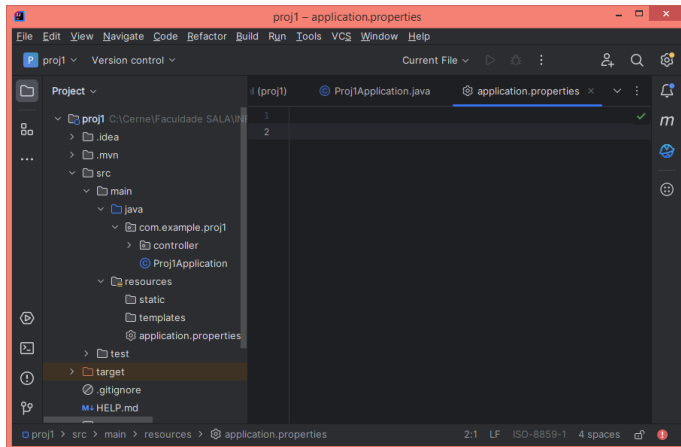 proj1 – application.properties
File Edit View Navigate Code Refactor Build Run Tools VCS Window Help
P proj1 Version control Current File
Project
(proj1) Proj1Application.java application.properties
proj1 C:\Cerne\Faculdade SALA\
1
.idea
2
.mvn
src
main
java
com.example.proj1
controller
Proj1Application
resources
static
templates
application.properties
test
target
.gitignore
M↓ HELP.md
proj1 > src > main > resources > application.properties 2:1 LF ISO-8859-1 4 spaces